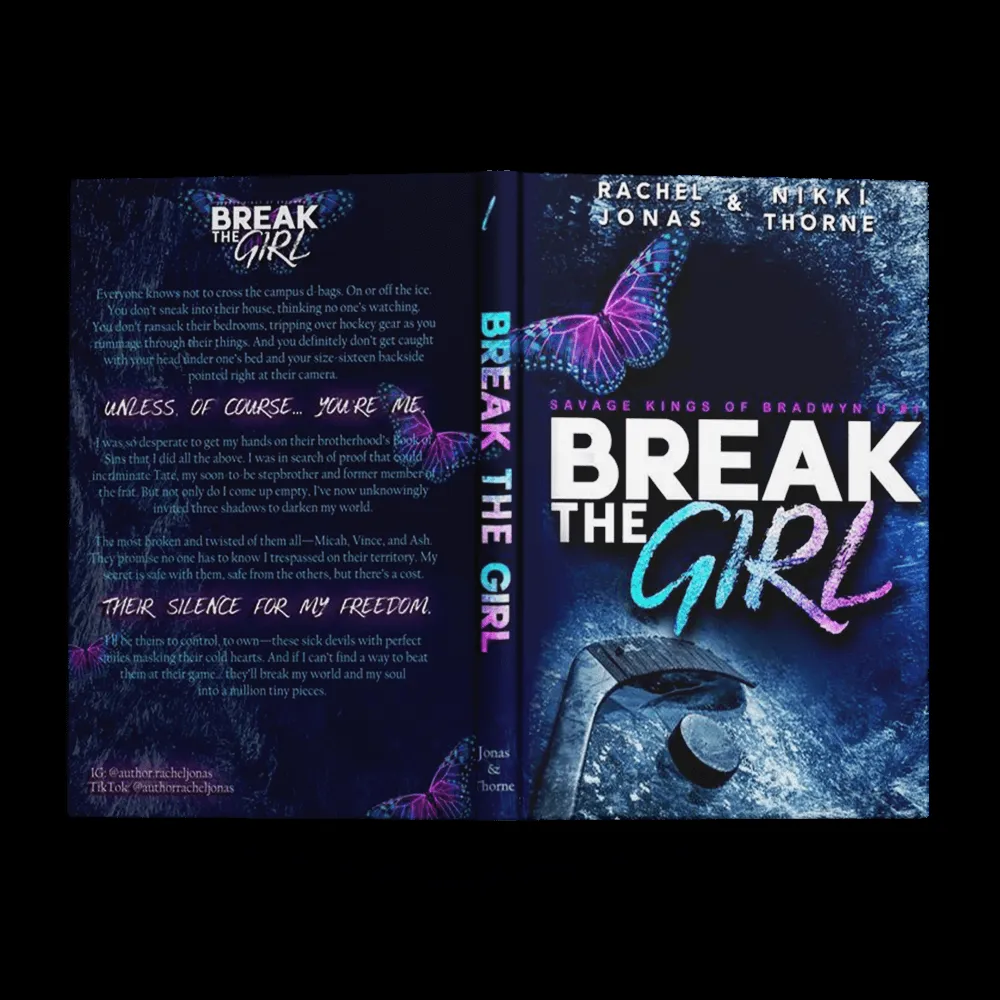 BREAK
THE GIRL
Everyone knows not to cross the campus d-bags. On or off the ice.
You don't sneak into their house, thinking no one's watching.
You don't ransack their bedrooms, tripping over hockey gear as you
rummage through their things. And you definitely don't get caught
with your head under one's bed and your size-sixteen backside
pointed right at their camera.
UNLESS, OF COURSE... YOU'RE ME.
I was so desperate to get my hands on their brotherhood's Book of
Sins that I did all the above. I was in search of proof that could
incriminate Tate, my soon-to-be stepbrother and former member of
the frat. But not only do I come up empty, I've now unknowingly
invited three shadows to darken my world.
The most broken and twisted of them all—Micah, Vince, and Ash.
They promise no one has to know I trespassed on their territory. My
secret is safe with them, safe from the others, but there's a cost.
THEIR SILENCE FOR MY FREEDOM.
I'll be theirs to control, to own—these sick devils with perfect
smiles masking their cold hearts. And if I can't find a way to beat
them at their game... they'll break my world and my soul
into a million tiny pieces.
IG: @author.racheljonas
TikTok: @authorracheljonas
1
BREAK THE GIRL
Jonas
&
Thorne
RACHEL JONAS & NIKKI THORNE
SAVAGE KINGS OF BRADWYN U #1
BREAK
THE GIRL